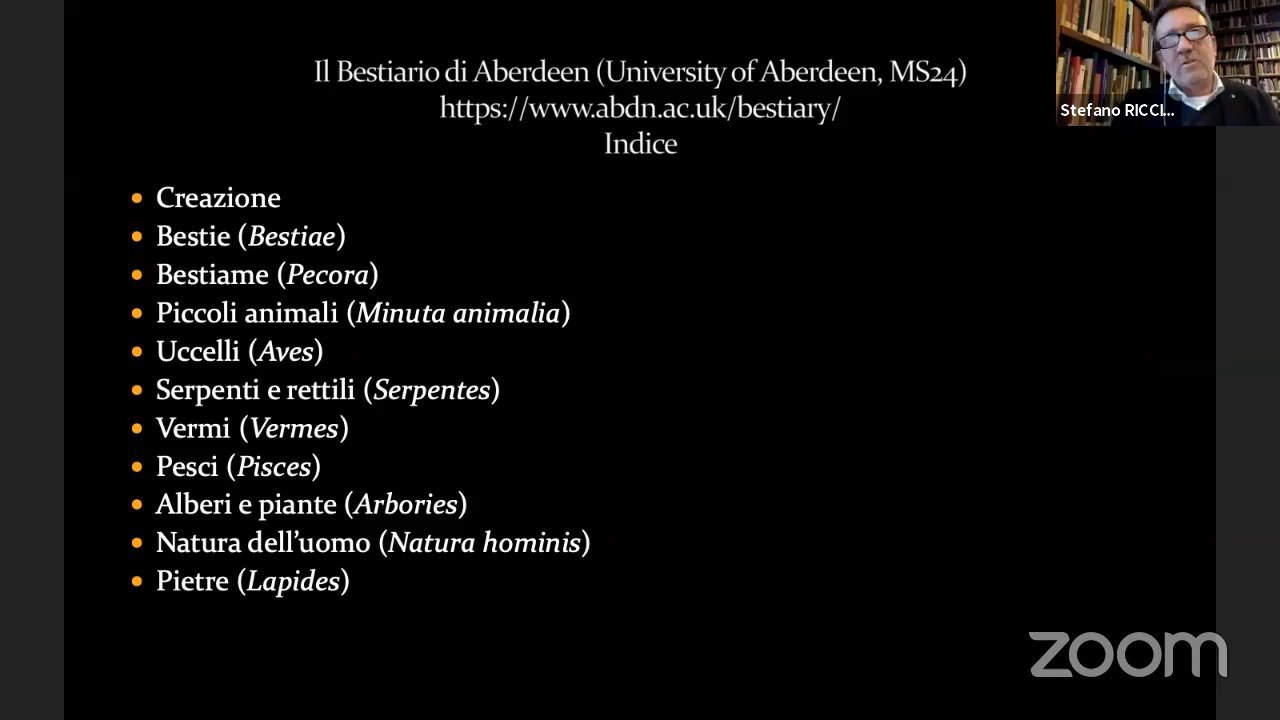 Il Bestiario di Aberdeen (University of Aberdeen, MS24)
https://www.abdn.ac.uk/bestiary/
Indice
• Creazione
• Bestie (Bestiae)
• Bestiame (Pecora)
• Piccoli animali (Minuta animalia)
• Uccelli (Aves)
• Serpenti e rettili (Serpentes)
• Vermi (Vermes)
• Pesci (Pisces)
• Alberi e piante (Arbories)
• Natura dell’uomo (Natura hominis)
• Pietre (Lapides)
Stefano RICCI...
zoom